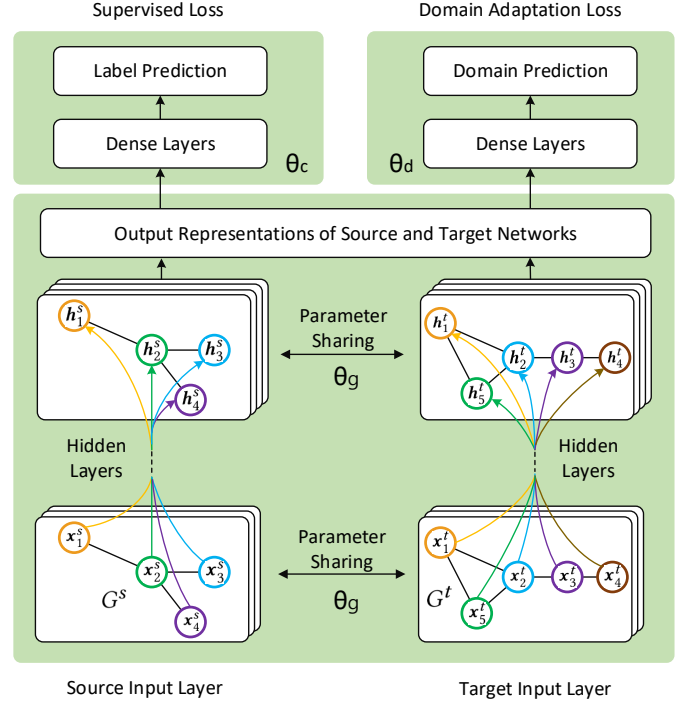 Supervised Loss
Domain Adaptation Loss
Label Prediction
Domain Prediction
Dense Layers
Dense Layers
θc
θd
Output Representations of Source and Target Networks
h₁ˢ
h₂ˢ
h₃ˢ
h₄ˢ
Parameter
Sharing
θg
h₁ᵗ
h₂ᵗ
h₃ᵗ
h₄ᵗ
h₅ᵗ
Hidden
Layers
Hidden
Layers
x₁ˢ
x₂ˢ
x₃ˢ
x₄ˢ
Gˢ
Parameter
Sharing
θg
x₁ᵗ
x₂ᵗ
x₃ᵗ
x₄ᵗ
x₅ᵗ
Gᵗ
Source Input Layer
Target Input Layer